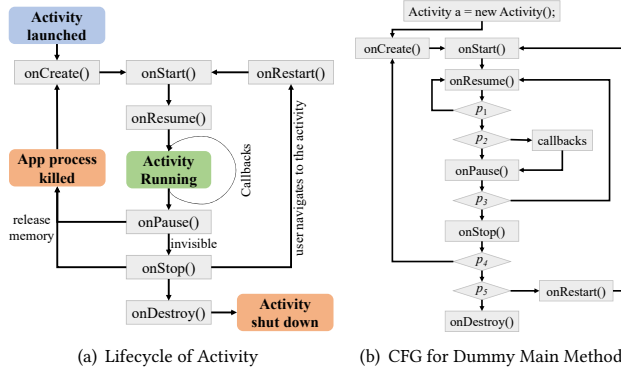 Activity
launched
onCreate()
onStart()
onRestart()
onResume()
App process
killed
Activity
Running
Callbacks
user navigates to the activity
release
memory
onPause()
invisible
onStop()
onDestroy()
Activity
shut down
(a) Lifecycle of Activity
Activity a = new Activity();
onCreate()
onStart()
onResume()
p1
p2
callbacks
onPause()
p3
onStop()
p4
p5
onRestart()
onDestroy()
(b) CFG for Dummy Main Method